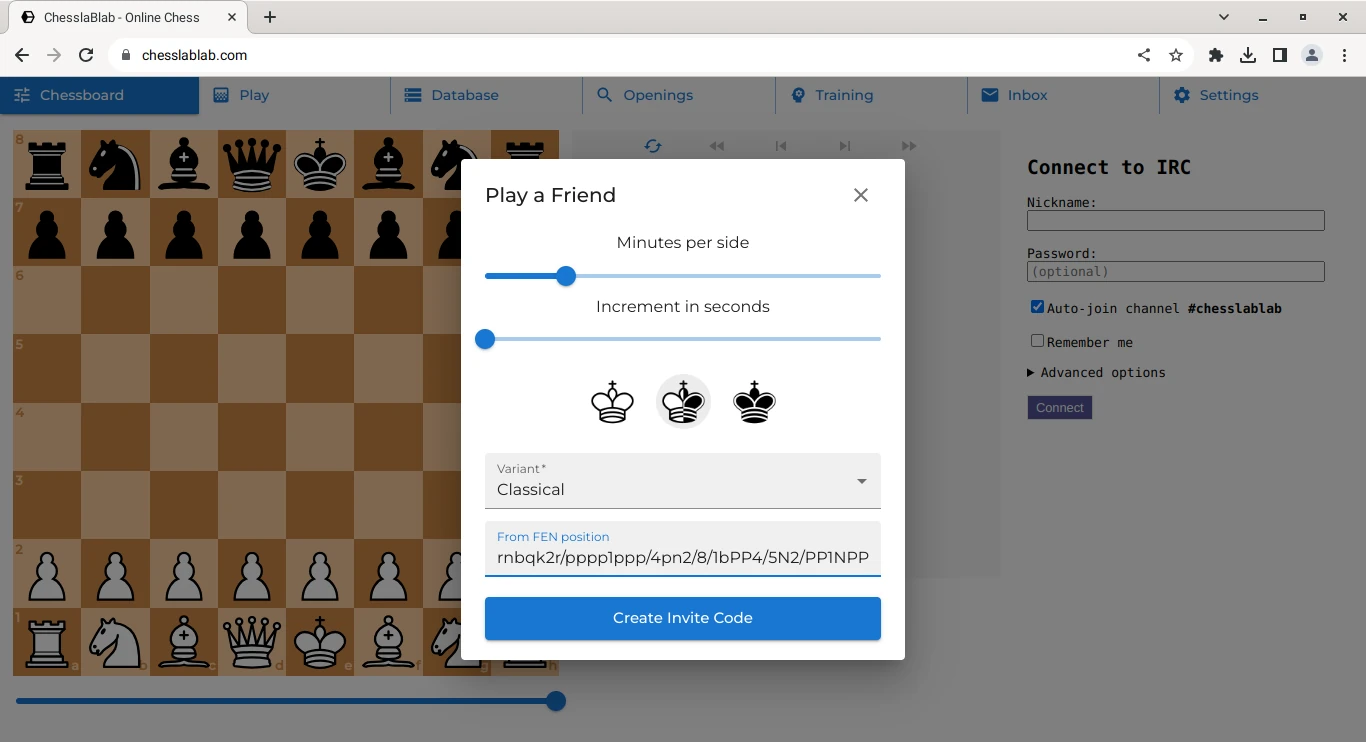 ChesslaBlab - Online Chess
chesslablab.com
Chessboard
Play
Database
Openings
Training
Inbox
Settings
8
7
6
5
4
3
2
1
a
b
c
d
e
f
g
h
Play a Friend
Minutes per side
Increment in seconds
Variant*
Classical
From FEN position
rnbqk2r/pppp1ppp/4pn2/8/1bPP4/5N2/PP1NPP
Create Invite Code
Connect to IRC
Nickname:
Password:
(optional)
Auto-join channel #chesslablab
Remember me
Advanced options
Connect